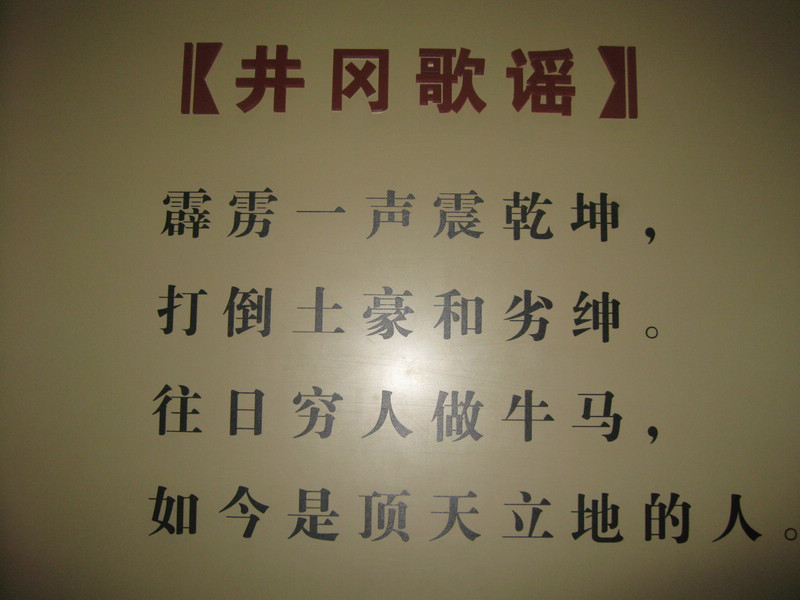 【井冈歌谣】
霹雳一声震乾坤，
打倒土豪和劣绅。
往日穷人做牛马，
如今是顶天立地的人。